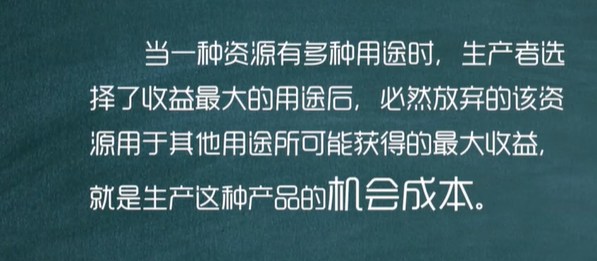 当一种资源有多种用途时，生产者选
择了收益最大的用途后，必然放弃的该资
源用于其他用途所可能获得的最大收益，
就是生产这种产品的机会成本。